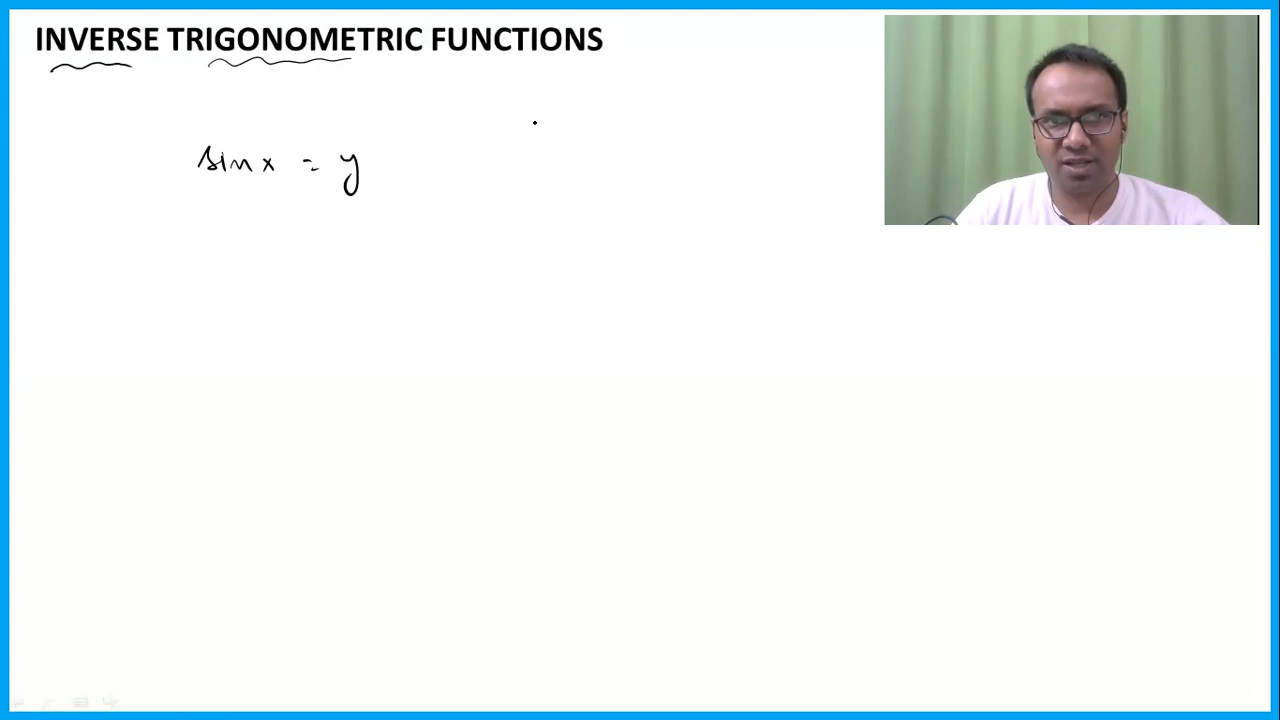 INVERSE TRIGONOMETRIC FUNCTIONS
sin x = y